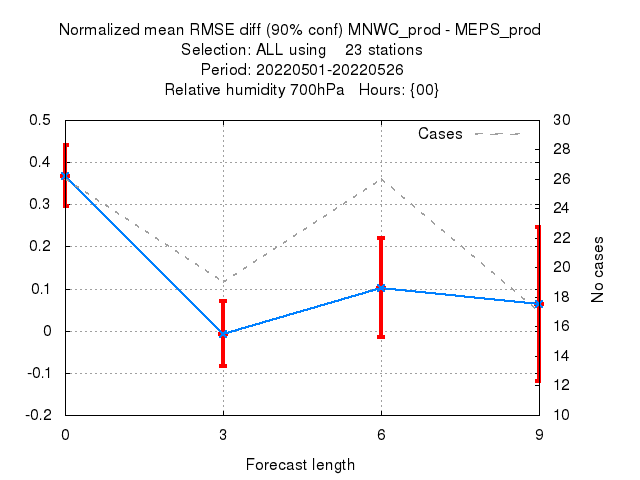 Normalized mean RMSE diff (90% conf) MNWC_prod - MEPS_prod
Selection: ALL using    23 stations
Period: 20220501-20220526
Relative humidity 700hPa   Hours: {00}
Cases
0.5
0.4
0.3
0.2
0.1
0
-0.1
-0.2
30
28
26
24
22
20
18
16
14
12
10
No cases
0 3 6 9
Forecast length